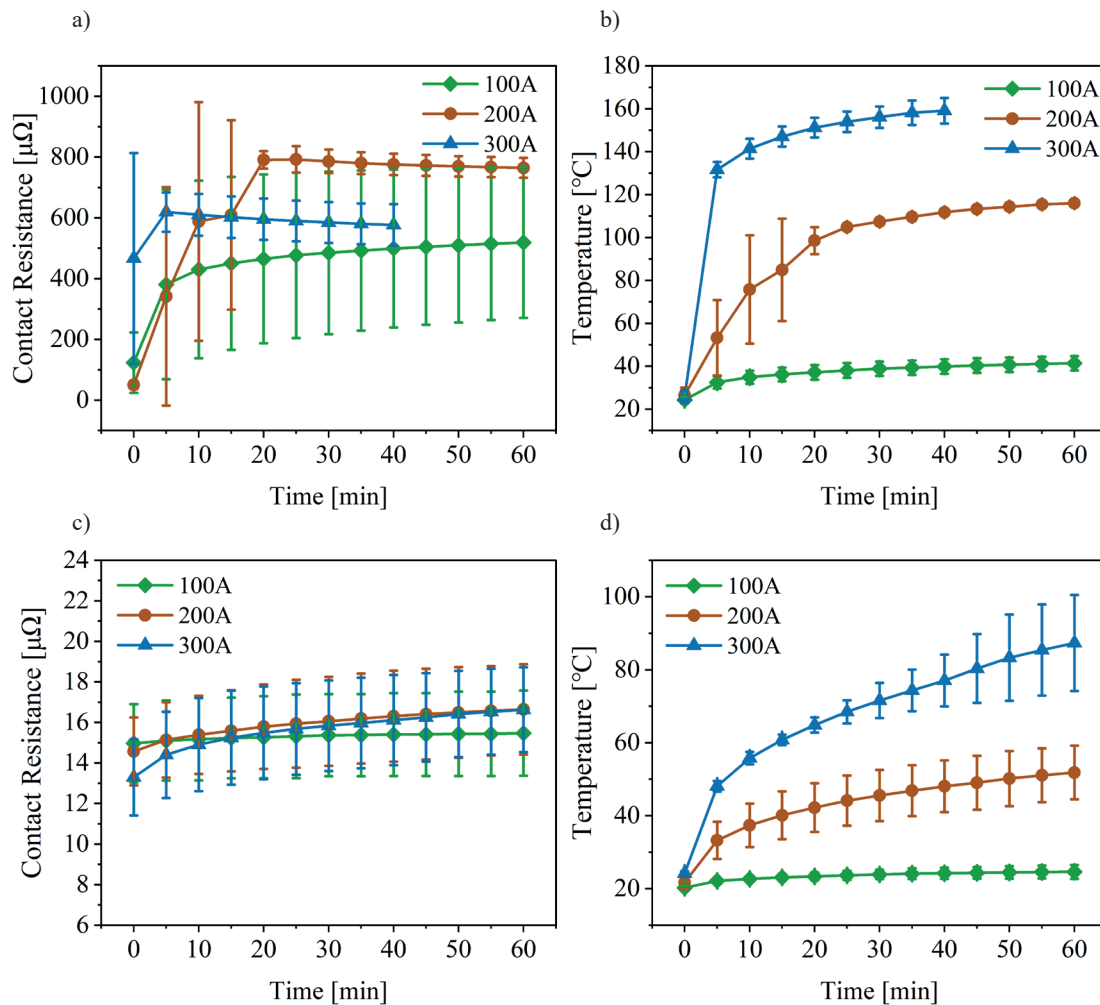 a)
Contact Resistance [μΩ]
1000
800
600
400
200
0
100A
200A
300A
0 10 20 30 40 50 60
Time [min]
b)
Temperature [°C]
180
160
140
120
100
80
60
40
20
100A
200A
300A
0 10 20 30 40 50 60
Time [min]
c)
Contact Resistance [μΩ]
24
22
20
18
16
14
12
10
8
6
100A
200A
300A
0 10 20 30 40 50 60
Time [min]
d)
Temperature [°C]
100
80
60
40
20
100A
200A
300A
0 10 20 30 40 50 60
Time [min]